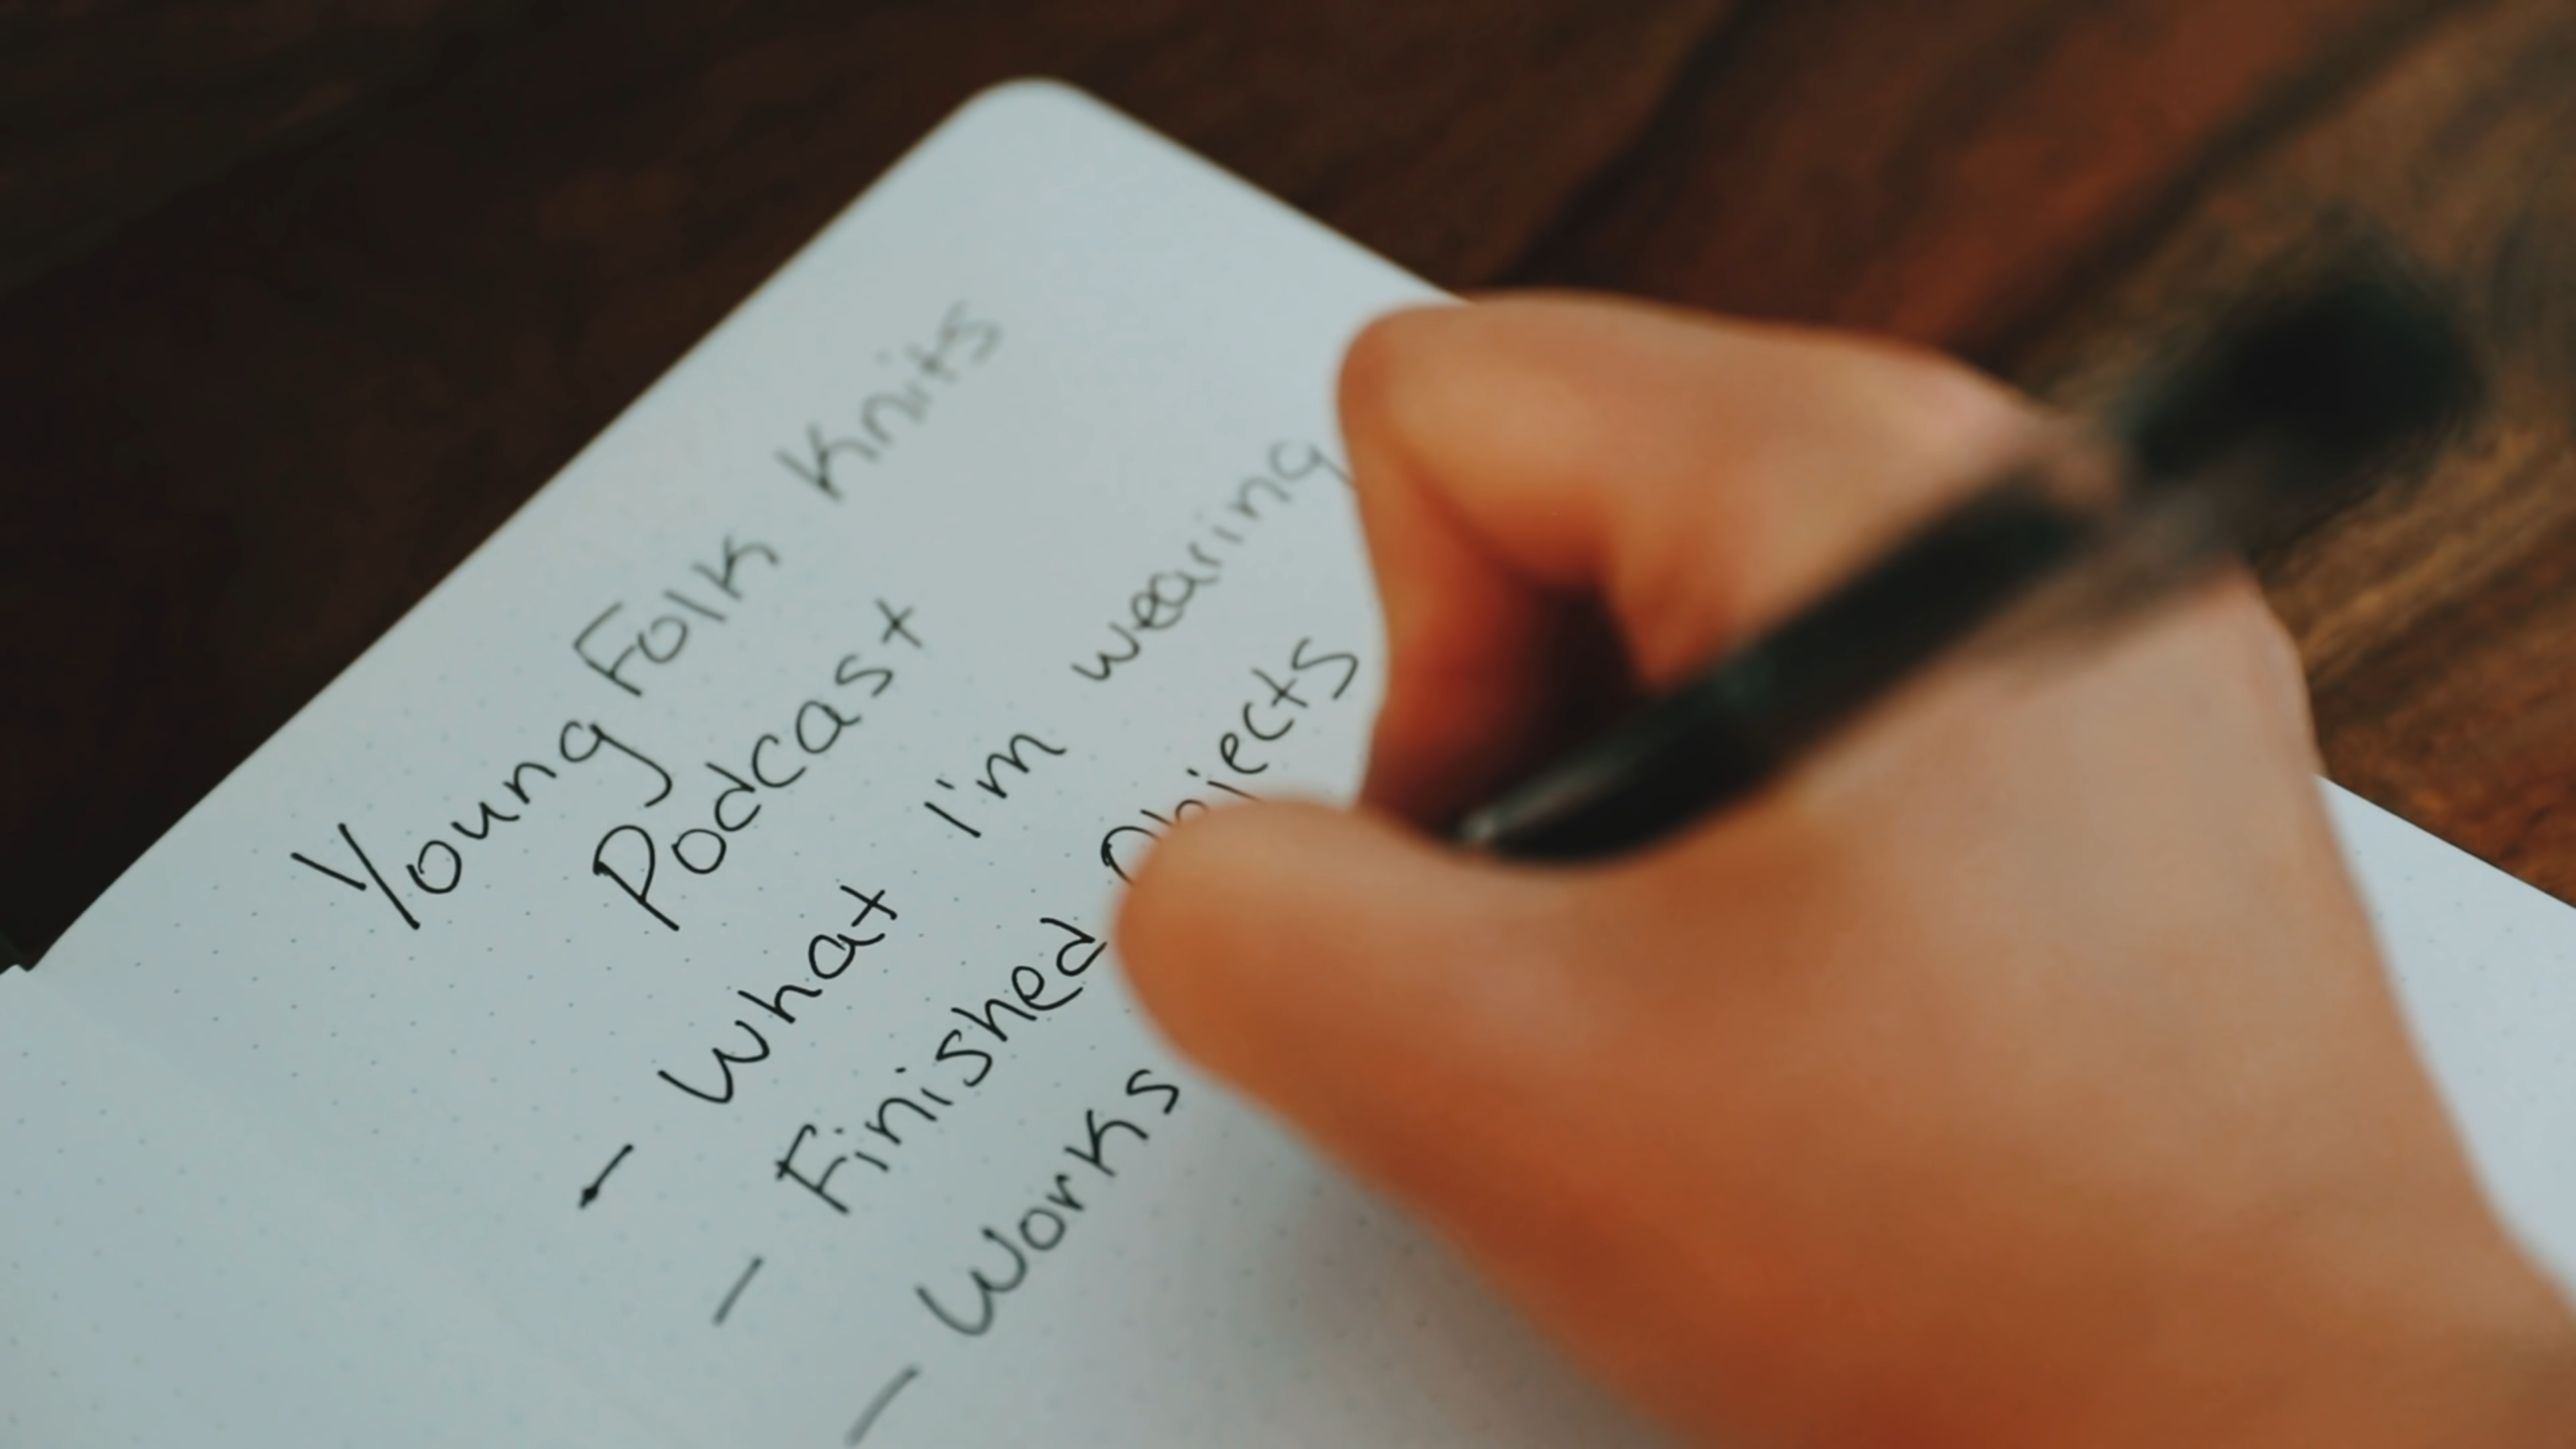 Young Folk Knits
Podcast
- What I'm wearing
- Finished Objects
- Works